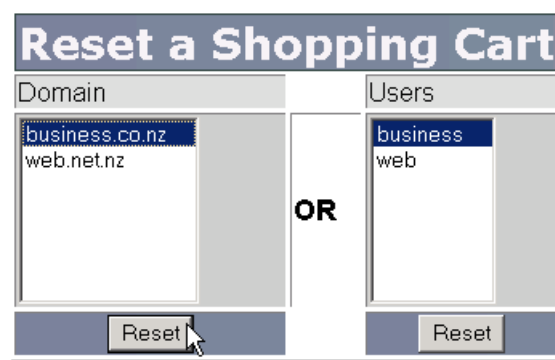 Reset a Shopping Cart
Domain
Users
business.co.nz
web.net.nz
OR
business
web
Reset
Reset